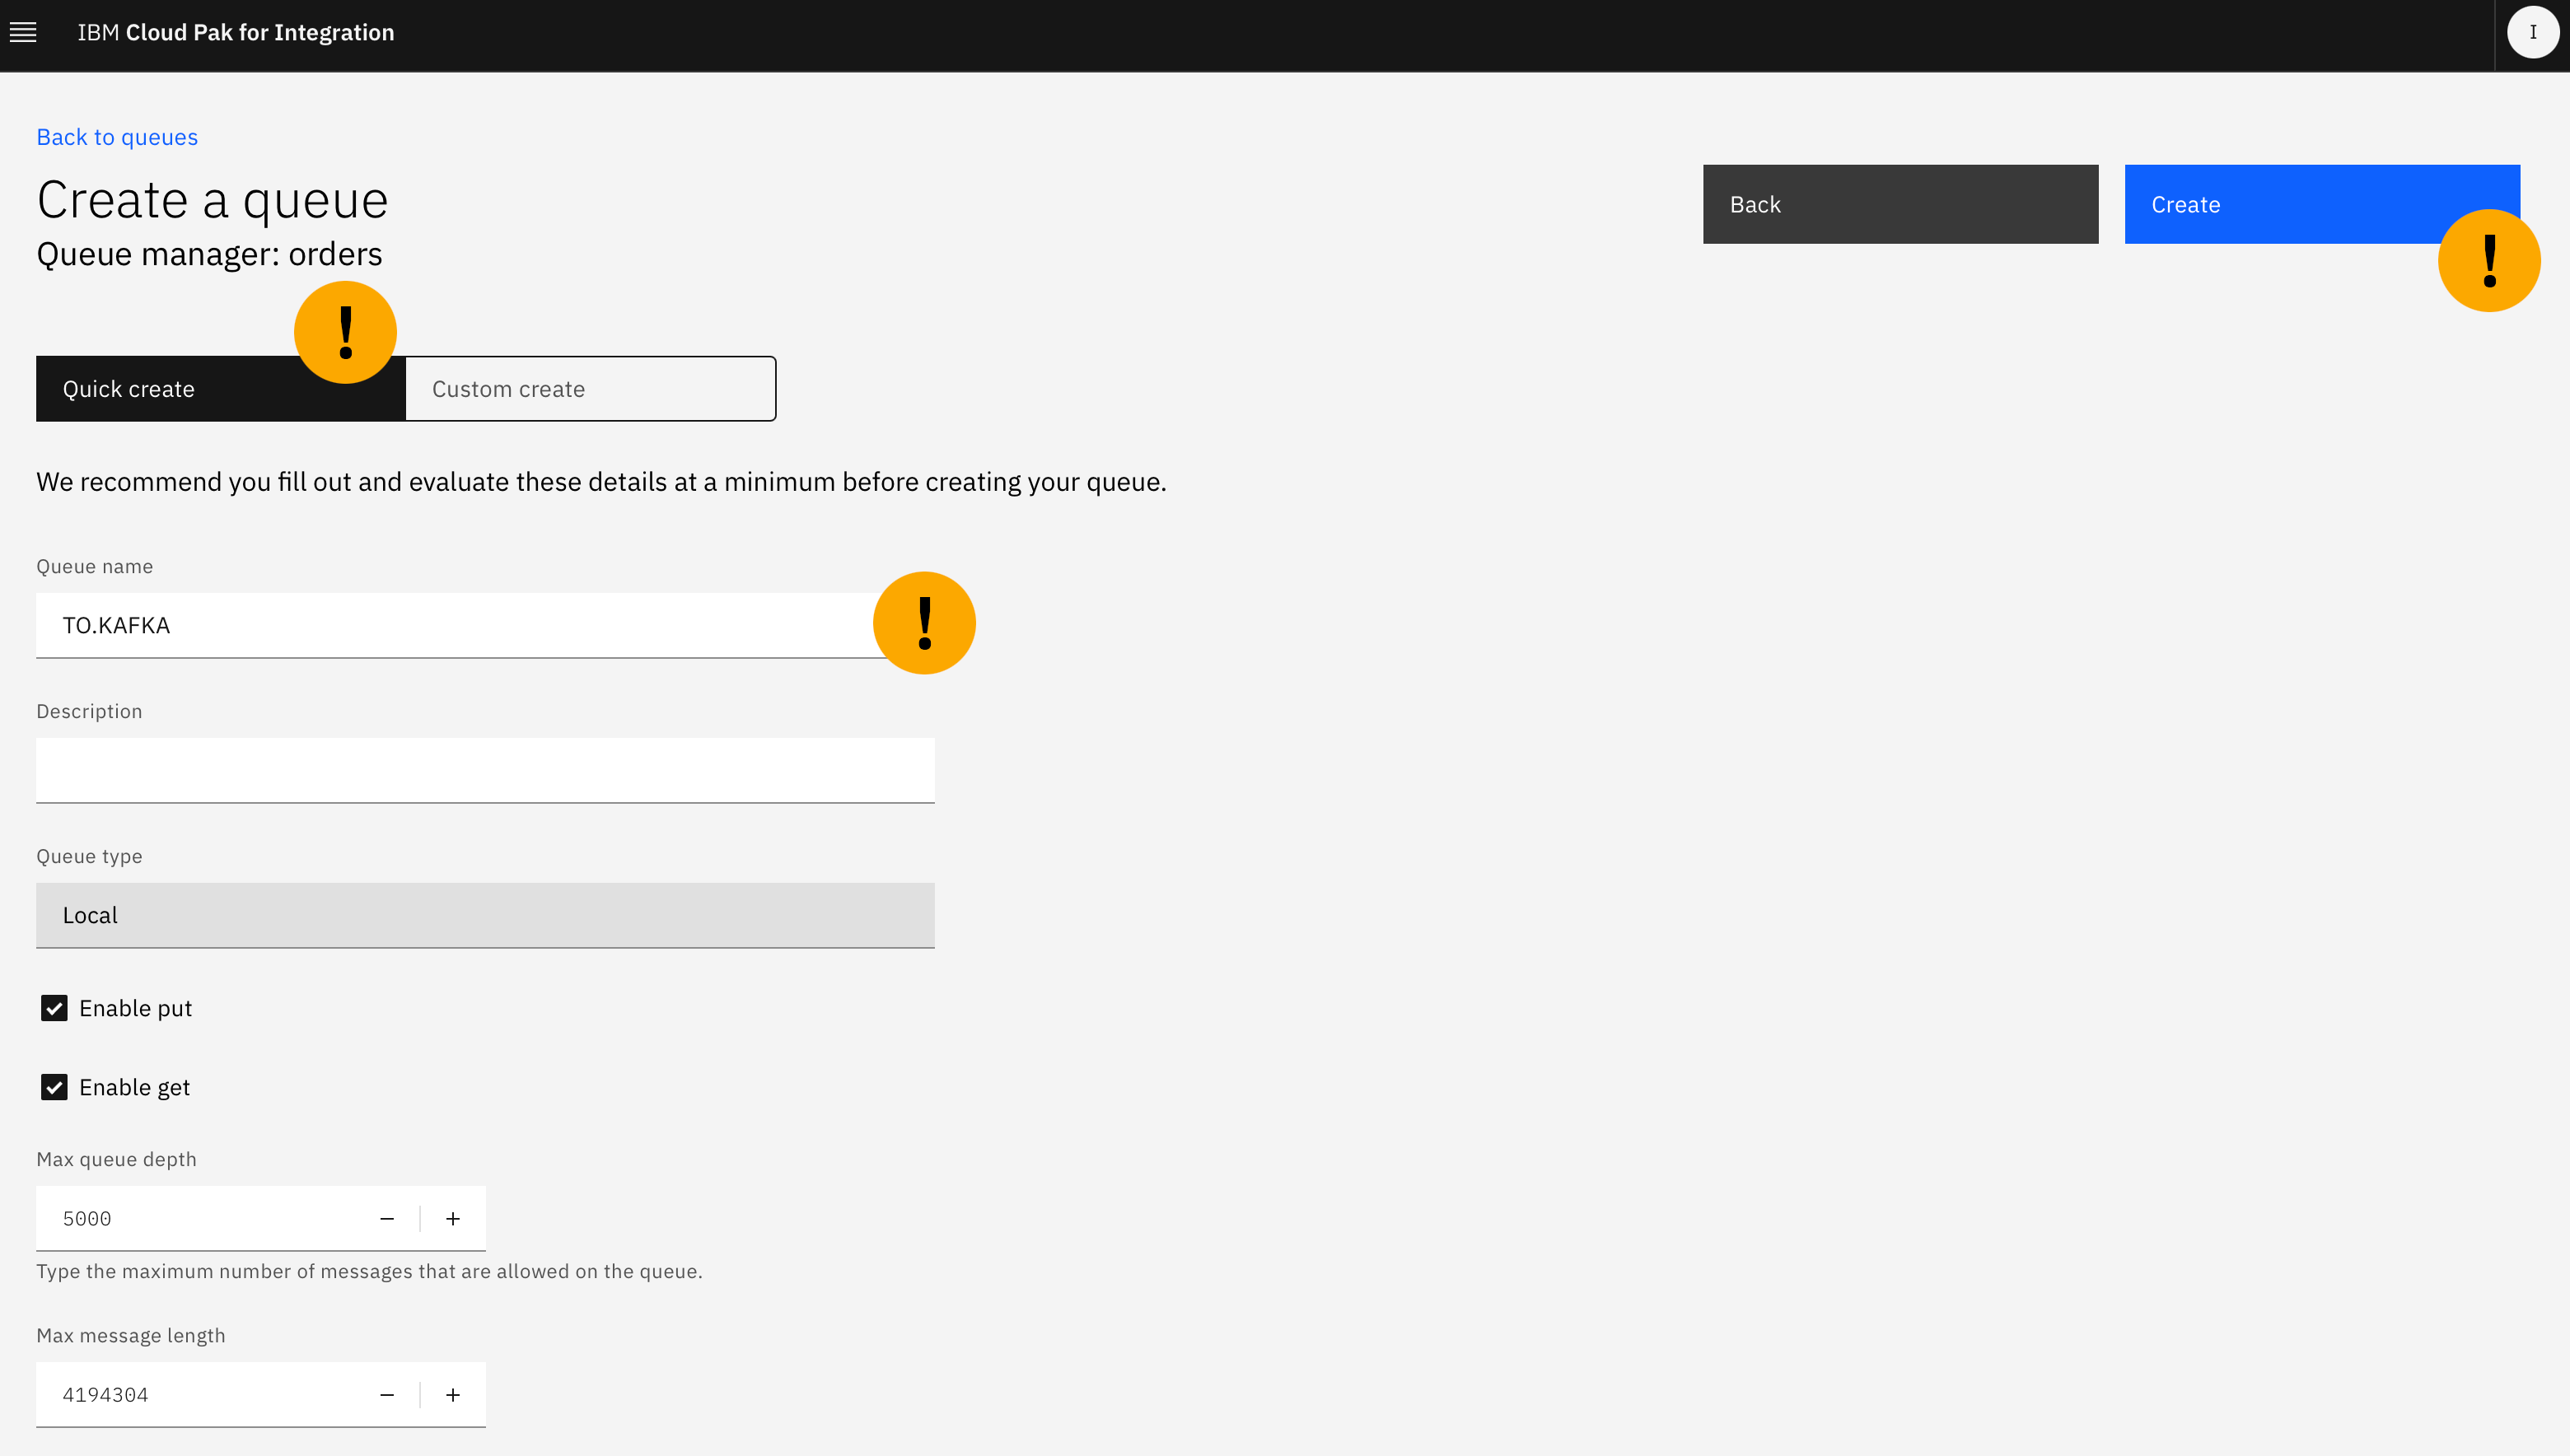 IBM Cloud Pak for Integration
I
Back to queues
Create a queue
Queue manager: orders
Back
Create
!
!
Quick create
Custom create
We recommend you fill out and evaluate these details at a minimum before creating your queue.
Queue name
TO.KAFKA
!
Description
Queue type
Local
Enable put
Enable get
Max queue depth
5000
Type the maximum number of messages that are allowed on the queue.
Max message length
4194304